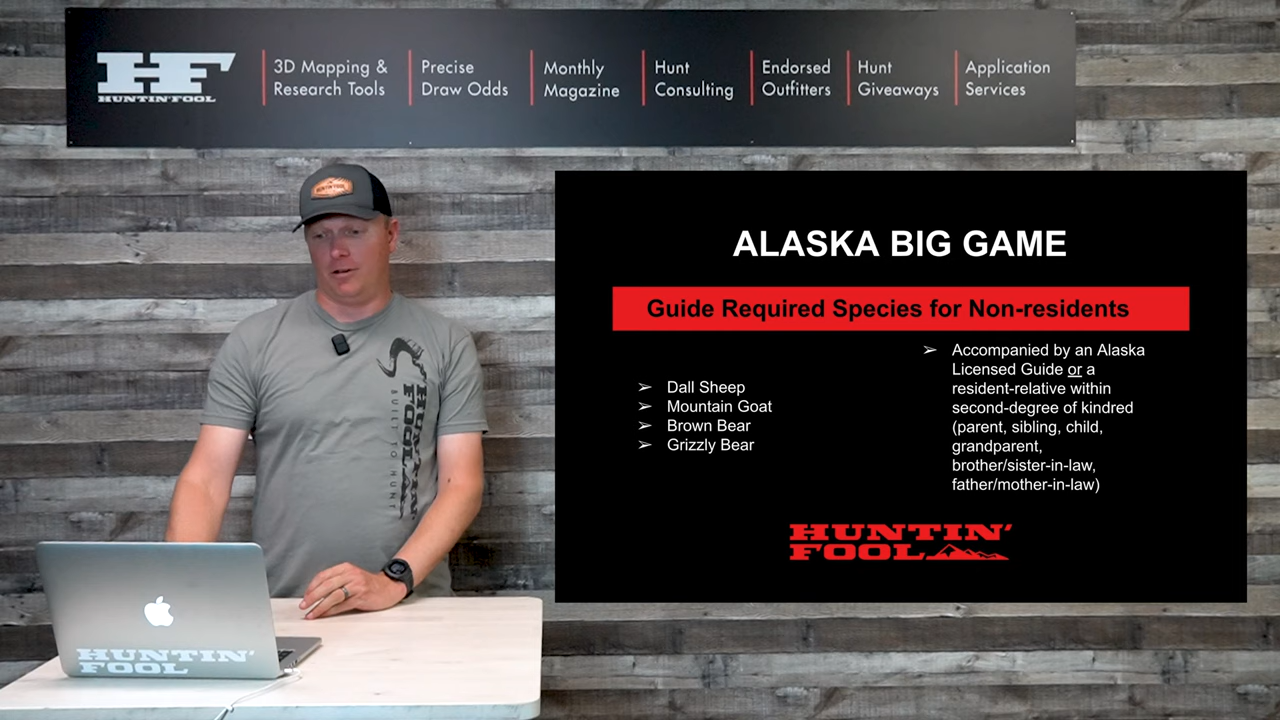 HF
HUNTIN'FOOL
3D Mapping &
Research Tools
Precise
Draw Odds
Monthly
Magazine
Hunt
Consulting
Endorsed
Outfitters
Hunt
Giveaways
Application
Services
HUNTIN' FOOL
HUNTIN'
FOOL
BUILT TO HUNT
HUNTIN'
FOOL
ALASKA BIG GAME
Guide Required Species for Non-residents
➢ Dall Sheep
➢ Mountain Goat
➢ Brown Bear
➢ Grizzly Bear
➢ Accompanied by an Alaska
Licensed Guide or a
resident-relative within
second-degree of kindred
(parent, sibling, child,
grandparent,
brother/sister-in-law,
father/mother-in-law)
HUNTIN'
FOOL